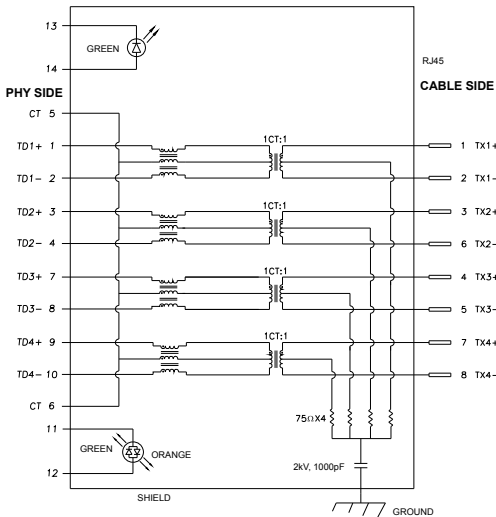 13
GREEN
14
RJ45
PHY SIDE
CABLE SIDE
CT 5
1CT:1
TD1+ 1
1 TX1+
TD1- 2
2 TX1-
1CT:1
TD2+ 3
3 TX2+
TD2- 4
6 TX2-
1CT:1
TD3+ 7
4 TX3+
TD3- 8
5 TX3-
1CT:1
TD4+ 9
7 TX4+
TD4- 10
8 TX4-
CT 6
75ΩX4
11
GREEN
ORANGE
12
2kV, 1000pF
SHIELD
GROUND